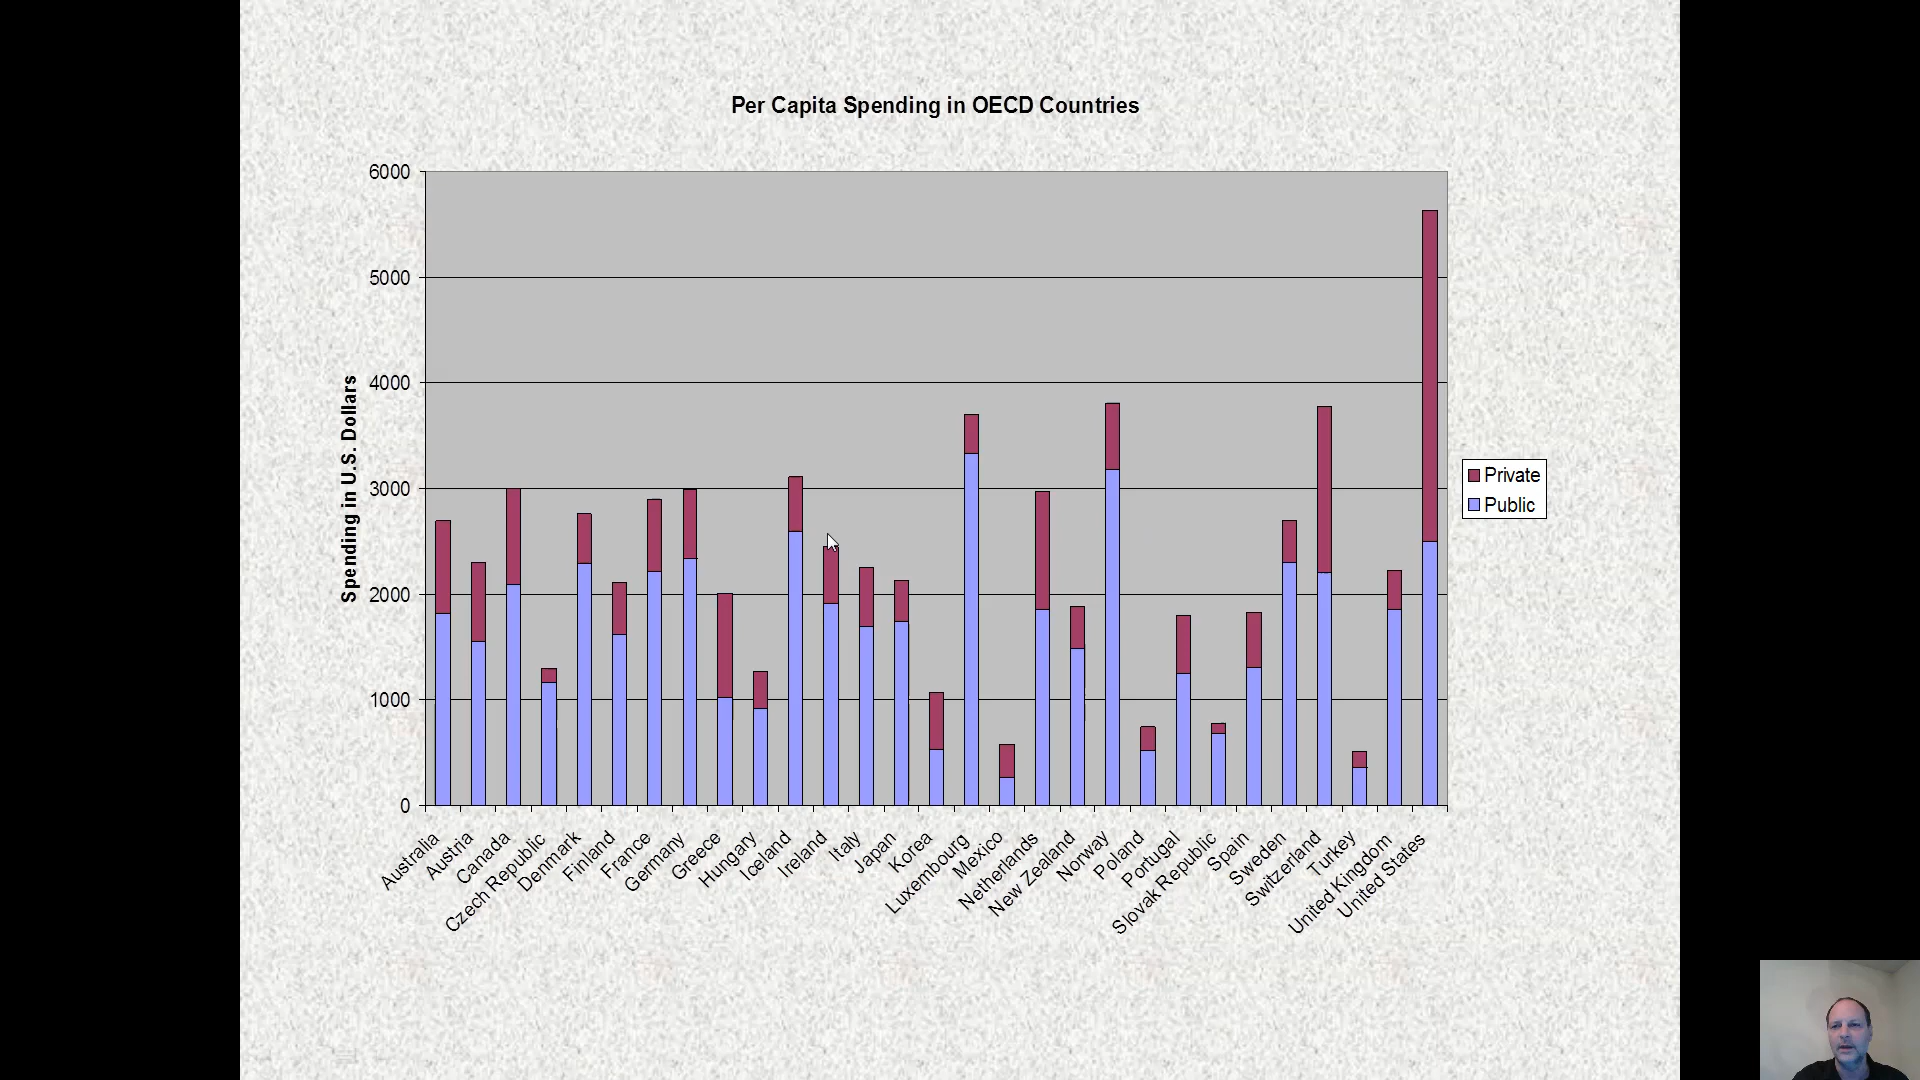 Per Capita Spending in OECD Countries
6000
5000
4000
3000
2000
1000
0
Spending in U.S. Dollars
Private
Public
Australia
Austria
Canada
Czech Republic
Denmark
Finland
France
Germany
Greece
Hungary
Iceland
Ireland
Italy
Japan
Korea
Luxembourg
Mexico
Netherlands
New Zealand
Norway
Poland
Portugal
Slovak Republic
Spain
Sweden
Switzerland
Turkey
United Kingdom
United States